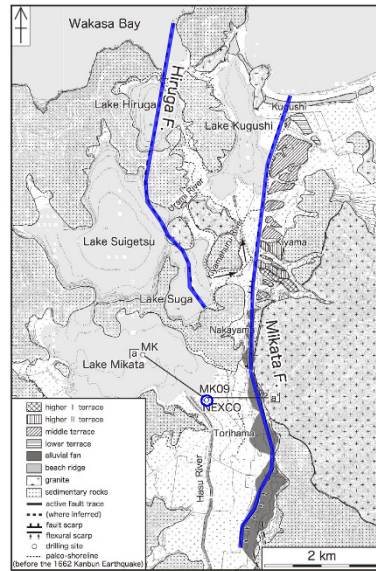 Wakasa Bay
Hiruga F.
Lake Hiruga
Lake Kugushi
Kugushi
River
Lake Suigetsu
Kiyama
Lake Suga
Nakayama
Mikata F.
Lake Mikata
a
MK
MK09
a'
NEXCO
Torihama
Hasu River
higher I terrace
higher II terrace
middle terrace
lower terrace
alluvial fan
beach ridge
granite
sedimentary rocks
active fault trace
(where inferred)
fault scarp
flexural scarp
drilling site
paleo-shoreline
(before the 1662 Kanbun Earthquake)
2 km